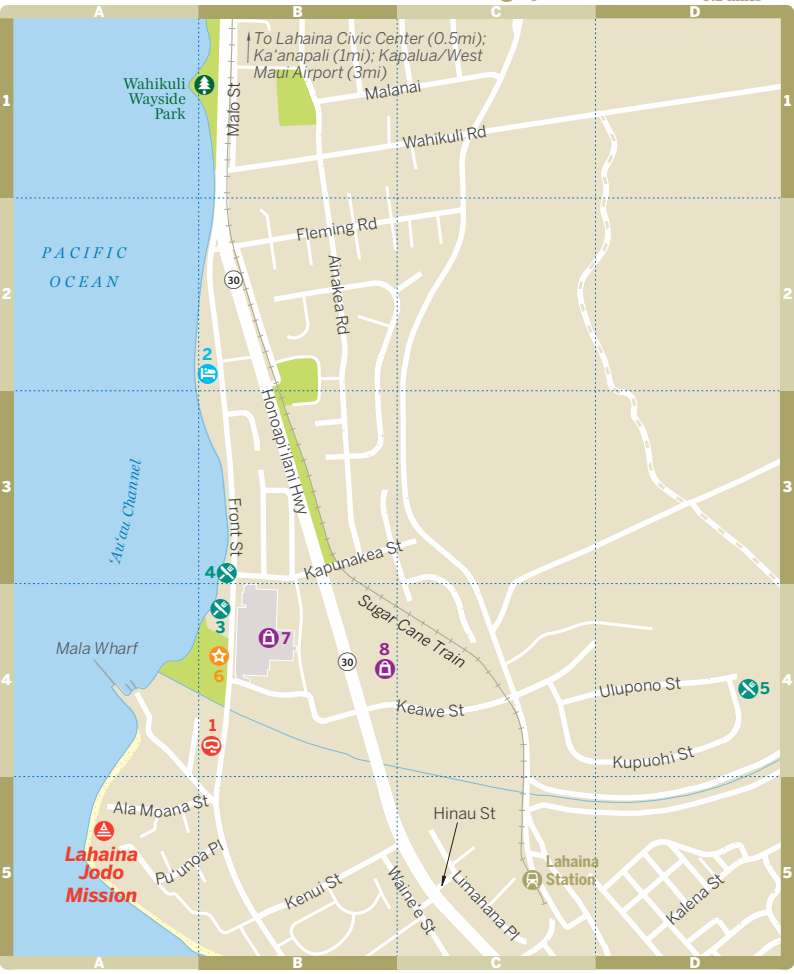 A
B
C
D
To Lahaina Civic Center (0.5mi);
Ka‘anapali (1mi); Kapalua/West
Maui Airport (3mi)
Wahikuli
Wayside
Park
Malo St
Malanai
1
1
Wahikuli Rd
Fleming Rd
PACIFIC
OCEAN
30
Ainakea Rd
2
2
2
Honoapi‘ilani Hwy
‘Au‘au Channel
3
3
Front St
4
Kapunakea St
3
Sugar Cane Train
7
Mala Wharf
8
30
6
4
4
Ulupono St
5
Keawe St
1
Kupuohi St
Ala Moana St
Hinau St
Lahaina
Jodo
Mission
Pu‘unoa Pl
Lahaina
Station
5
5
Kenui St
Waine‘e St
Limahana Pl
Kalena St
A
B
C
D